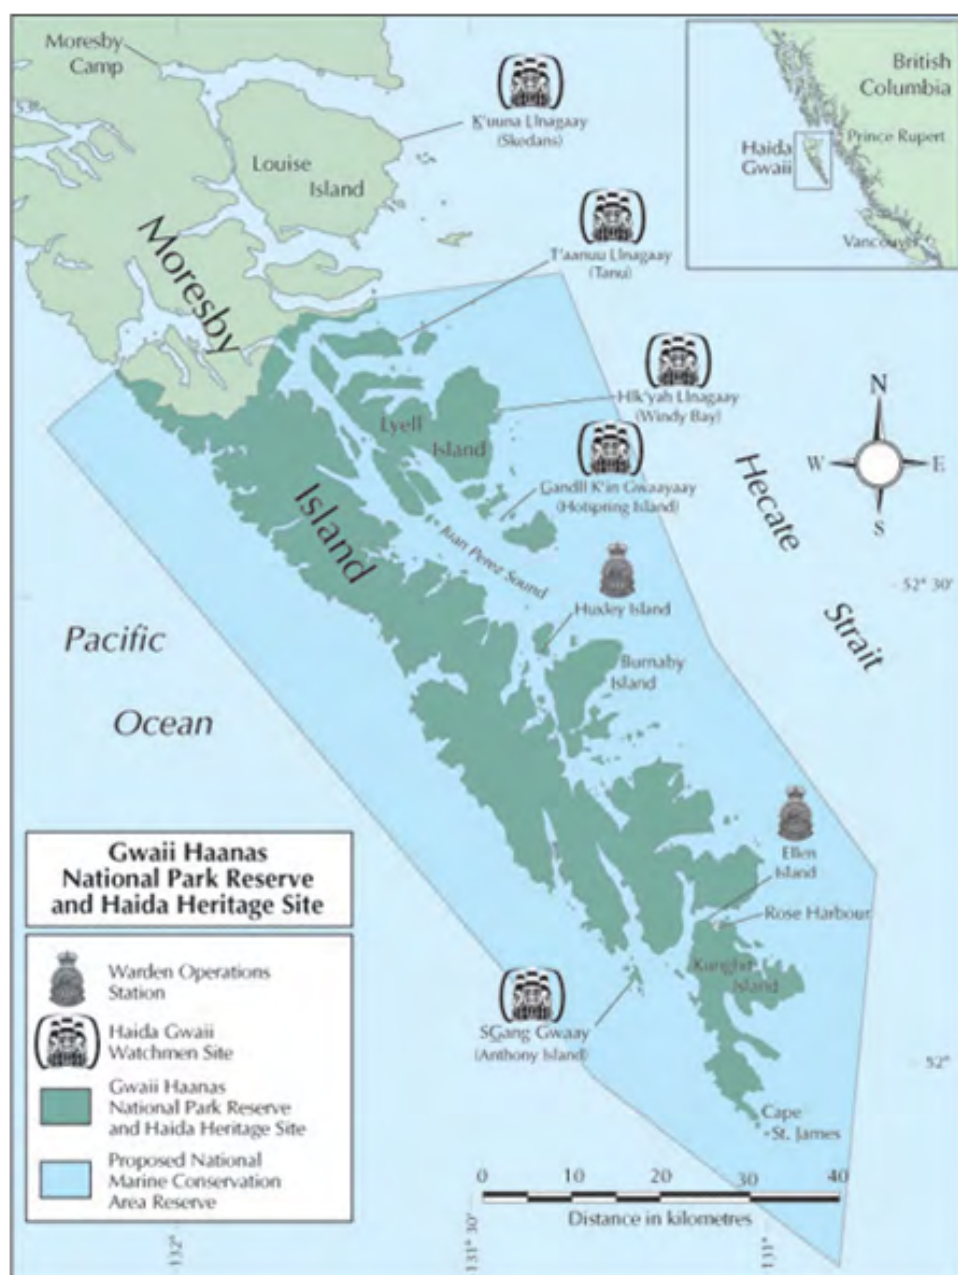 Moresby
Camp
53°
Louise
Island
K'uuna Llnagaay
(Skedans)
British
Columbia
Prince Rupert
Haida
Gwaii
Vancouver
T'aanuu Llnagaay
(Tanu)
Moresby
Island
Hlk'yah Llnagaay
(Windy Bay)
Lyell
Island
Gandll K'in Gwaayaay
(Hotspring Island)
N
W
E
S
Hecate
Strait
Juan Perez Sound
52° 30'
Huxley Island
Burnaby
Island
Pacific
Ocean
Ellen
Island
Rose Harbour
Kunghit
Island
SGang Gwaay
(Anthony Island)
52°
Cape
St. James
Gwaii Haanas
National Park Reserve
and Haida Heritage Site
Warden Operations
Station
Haida Gwaii
Watchmen Site
Gwaii Haanas
National Park Reserve
and Haida Heritage Site
Proposed National
Marine Conservation
Area Reserve
0 10 20 30 40
Distance in kilometres
132°
131° 30'
131°